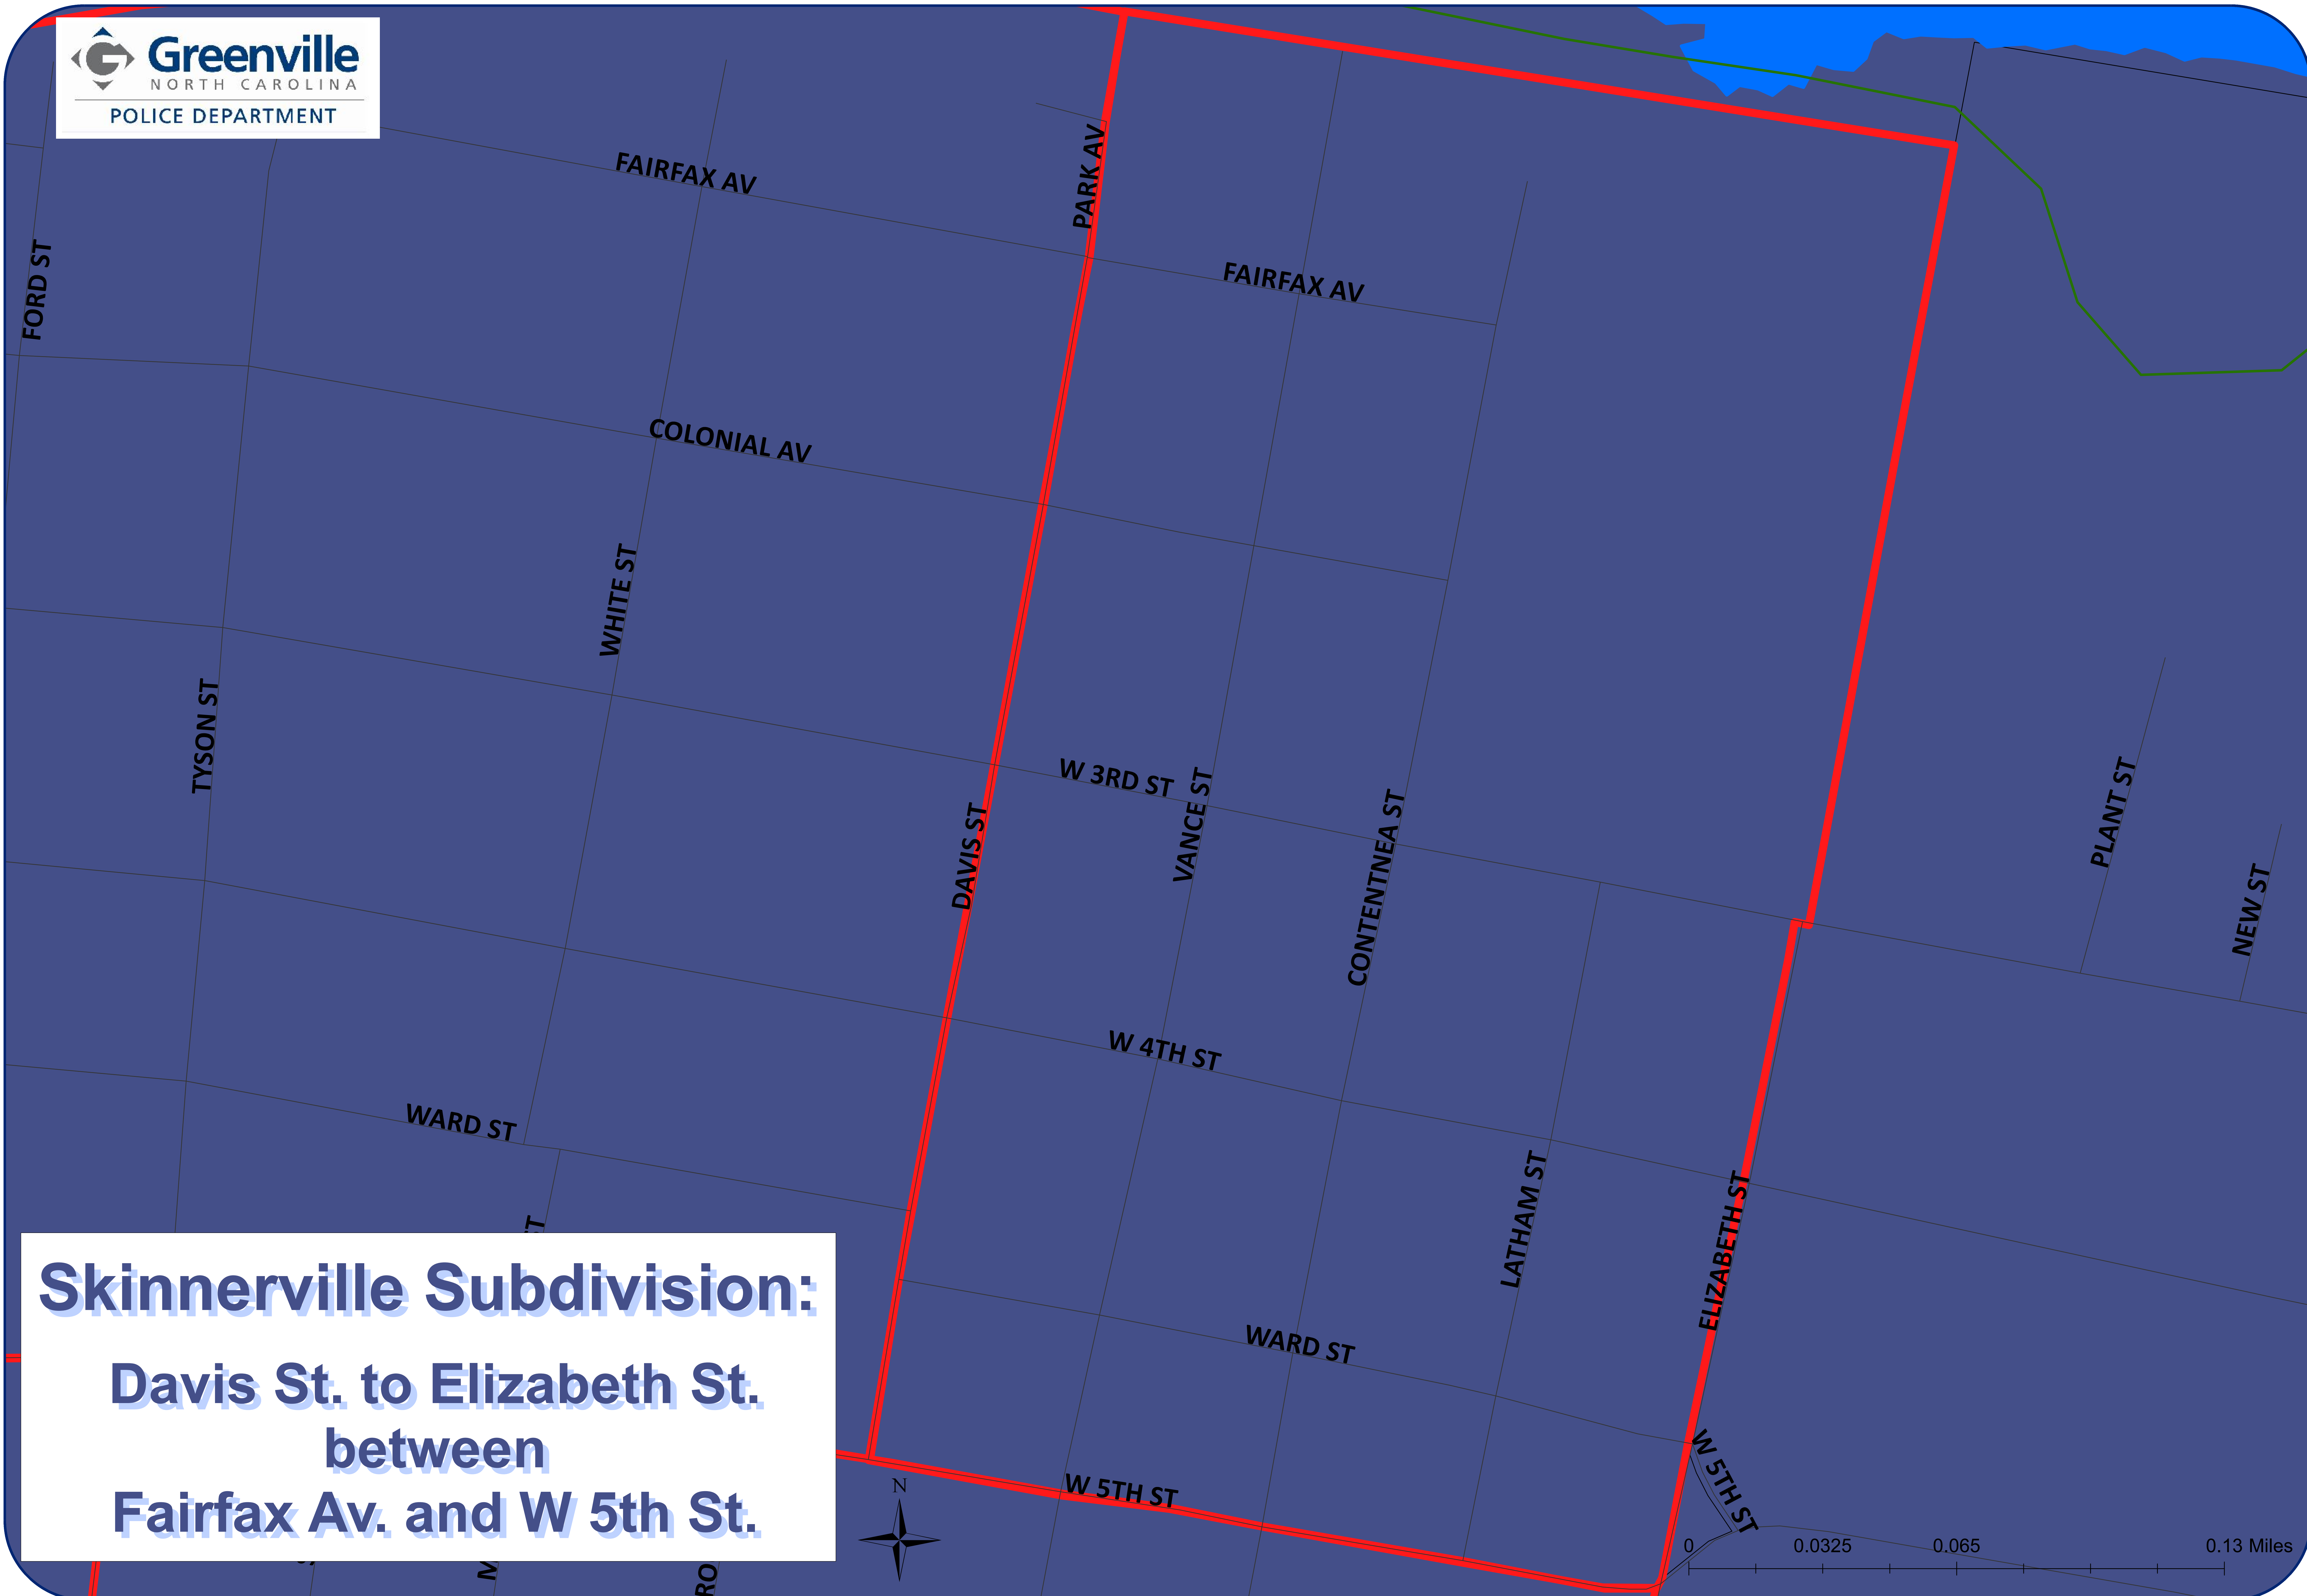 Greenville
NORTH CAROLINA
POLICE DEPARTMENT
FAIRFAX AV
PARK AV
FORD ST
FAIRFAX AV
COLONIAL AV
WHITE ST
TYSON ST
W 3RD ST
VANCE ST
DAVIS ST
CONTENTNEA ST
PLANT ST
NEW ST
W 4TH ST
WARD ST
LATHAM ST
ELIZABETH ST
WARD ST
Skinnerville Subdivision:
Davis St. to Elizabeth St.
between
Fairfax Av. and W 5th St.
N
W 5TH ST
W 5TH ST
0 0.0325 0.065 0.13 Miles